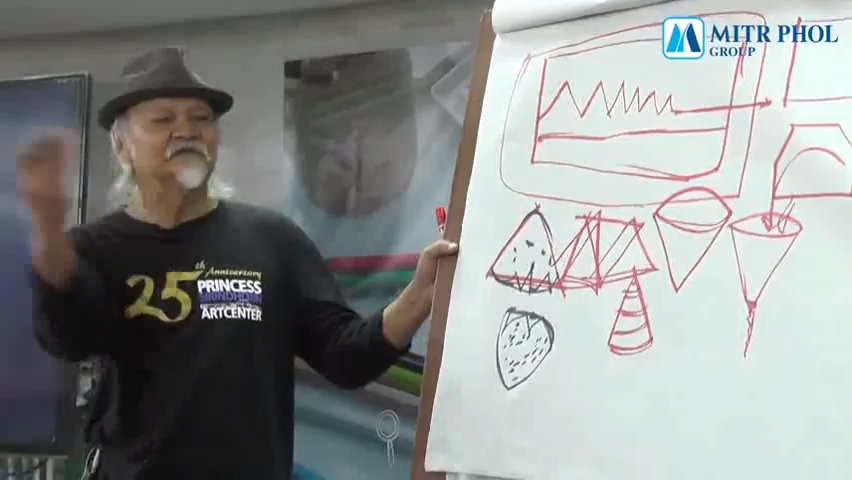 MITR PHOL
GROUP
25th Anniversary
PRINCESS
SIRINDHORN
ARTCENTER